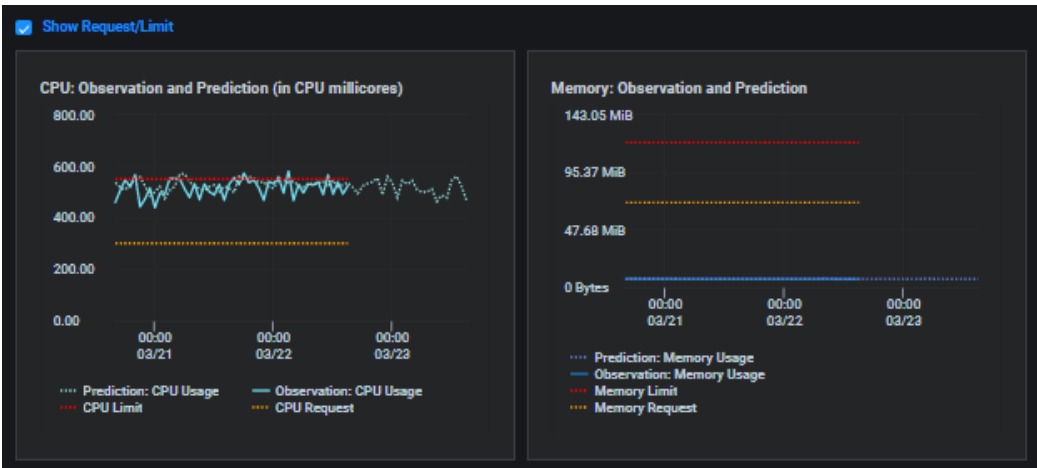 Show Request/Limit
CPU: Observation and Prediction (in CPU millicores)
800.00
600.00
400.00
200.00
0.00
00:00
03/21
00:00
03/22
00:00
03/23
Prediction: CPU Usage
Observation: CPU Usage
CPU Limit
CPU Request
Memory: Observation and Prediction
143.05 MiB
95.37 MiB
47.68 MiB
0 Bytes
00:00
03/21
00:00
03/22
00:00
03/23
Prediction: Memory Usage
Observation: Memory Usage
Memory Limit
Memory Request